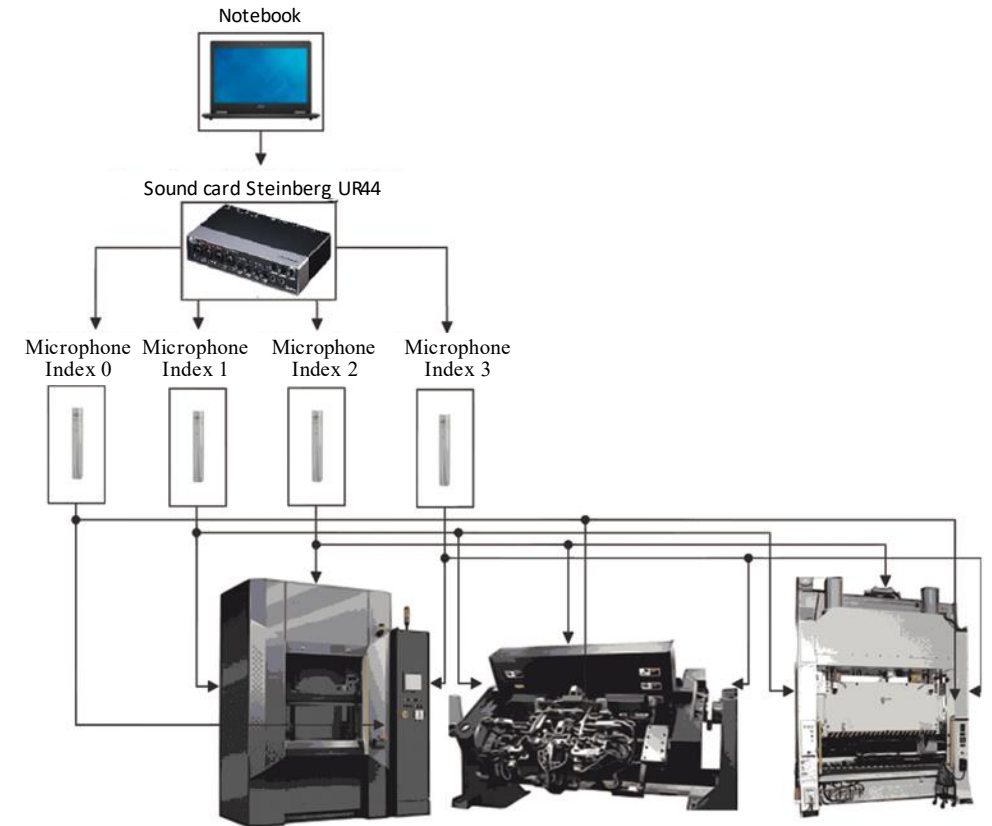 Notebook
Sound card Steinberg UR44
Microphone
Index 0
Microphone
Index 1
Microphone
Index 2
Microphone
Index 3